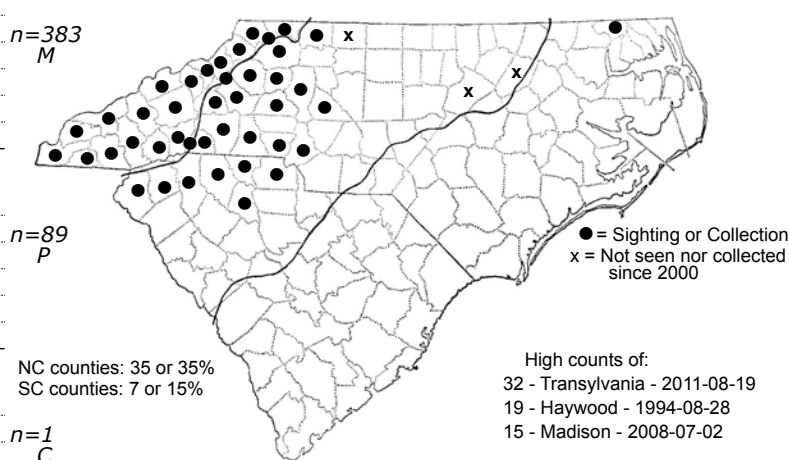 n=383
M
x
x
x
n=89
P
● = Sighting or Collection
x = Not seen nor collected
since 2000
NC counties: 35 or 35%
SC counties: 7 or 15%
High counts of:
32 - Transylvania - 2011-08-19
19 - Haywood - 1994-08-28
15 - Madison - 2008-07-02
n=1
C